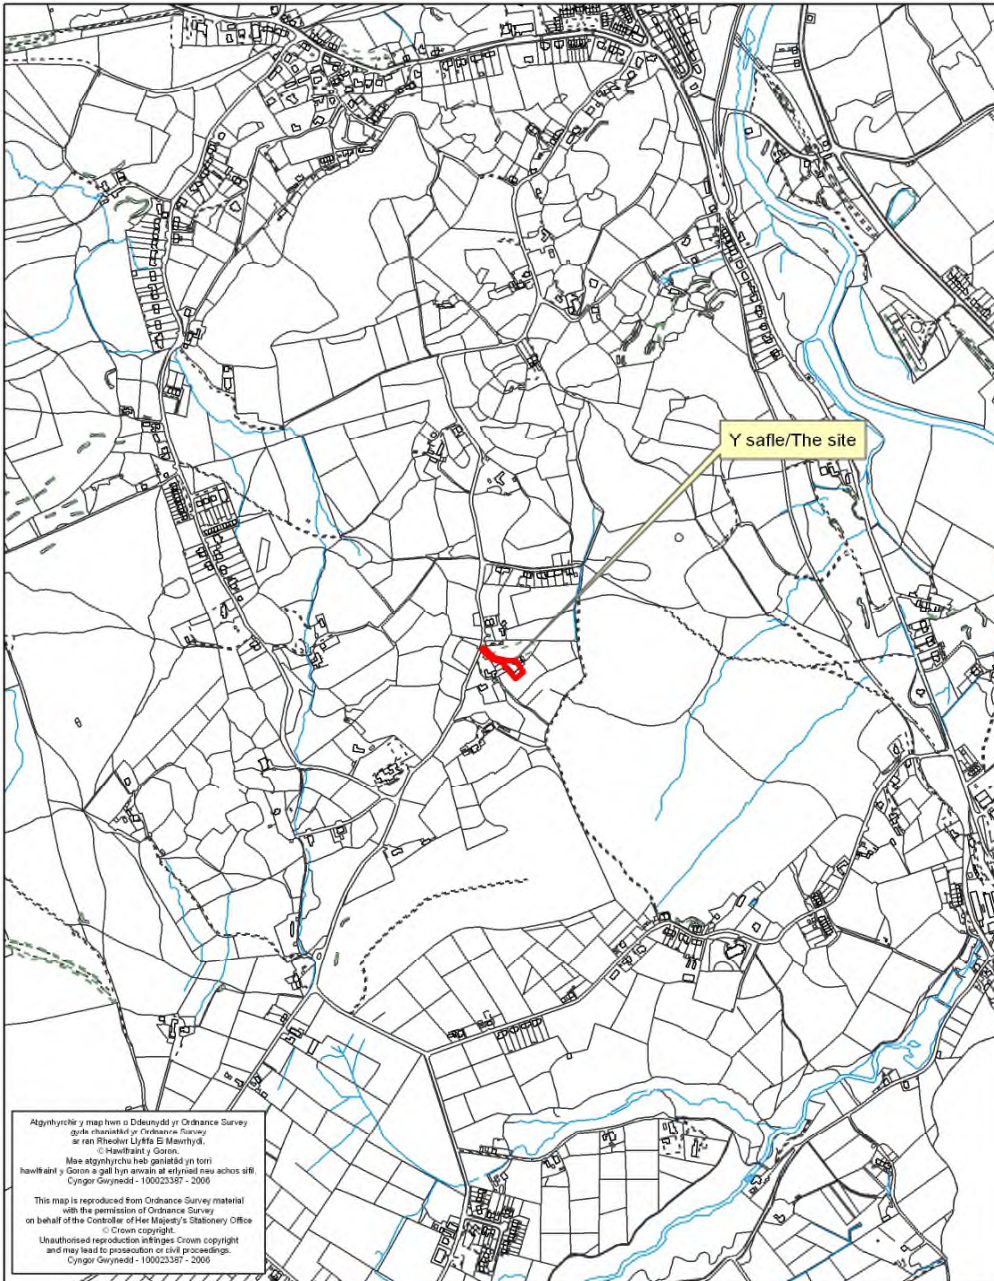 Y safle/The site
Atgynhyrchir y map hwn o Ddeunydd yr Ordnance Survey
gyda chaniatâd yr Ordnance Survey
ar ran Rheolwr Llyfrfa Ei Mawrhydi.
© Hawlfraint y Goron.
Mae atgynhyrchu heb ganiatâd yn torri
hawlfraint y Goron a gall hyn arwain at erlyniad neu achos sifil.
Cyngor Gwynedd - 100023387 - 2006
This map is reproduced from Ordnance Survey material
with the permission of Ordnance Survey
on behalf of the Controller of Her Majesty's Stationery Office
© Crown copyright.
Unauthorised reproduction infringes Crown copyright
and may lead to prosecution or civil proceedings.
Cyngor Gwynedd - 100023387 - 2006